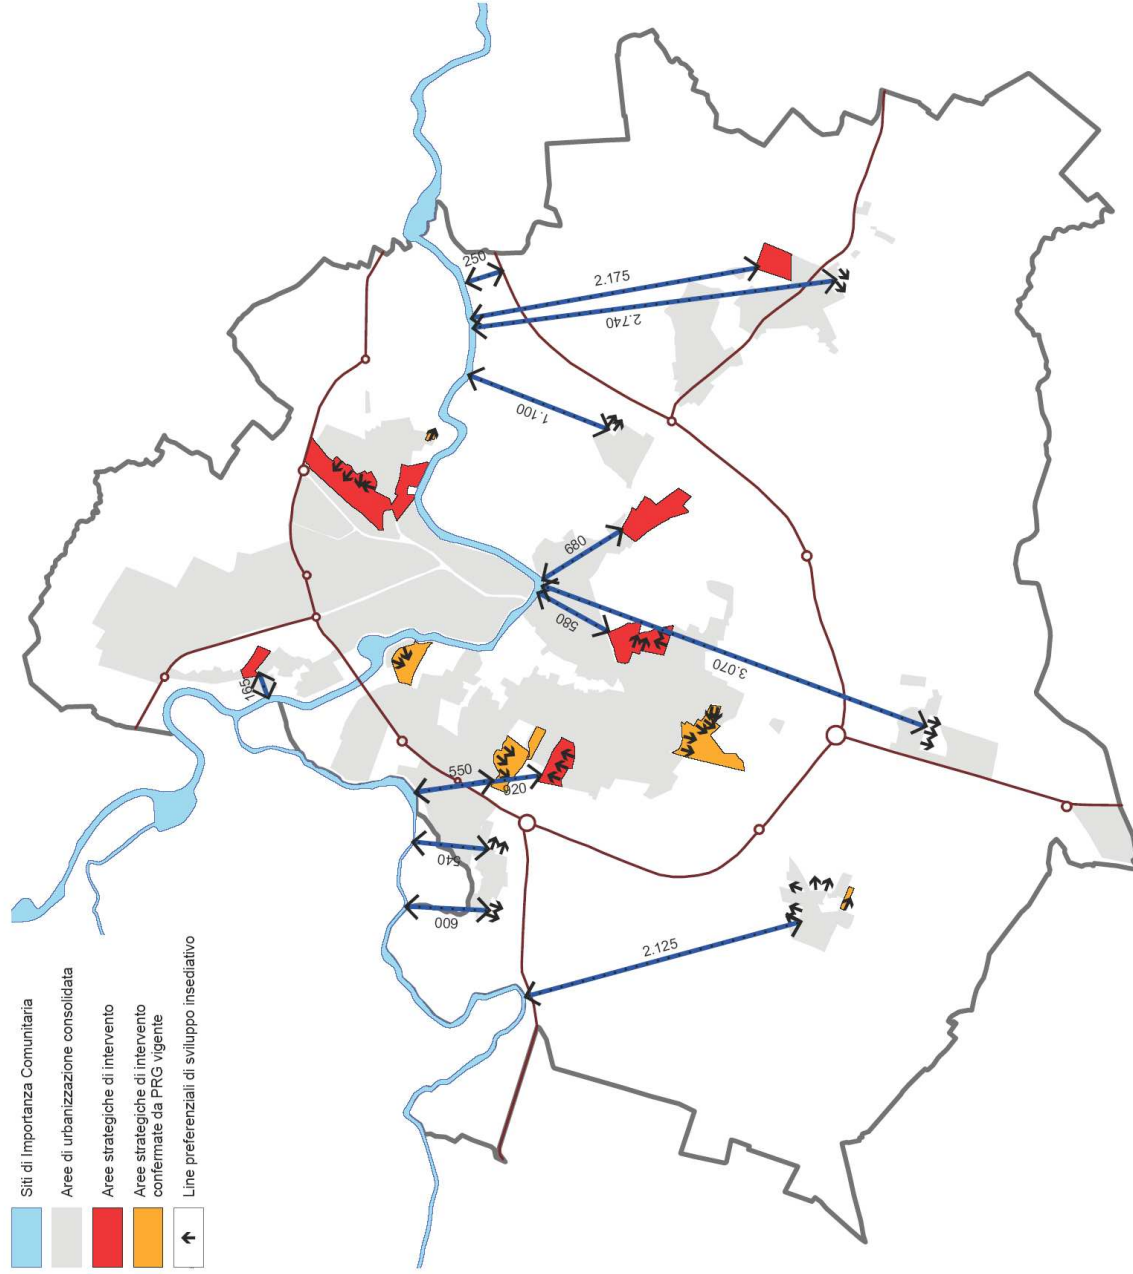 Siti di Importanza Comunitaria
Aree di urbanizzazione consolidata
Aree strategiche di intervento
Aree strategiche di intervento
confermate da PRG vigente
Line preferenziali di sviluppo insediativo
250
2.175
2.740
1.100
680
580
3.070
165
550
920
540
600
2.125